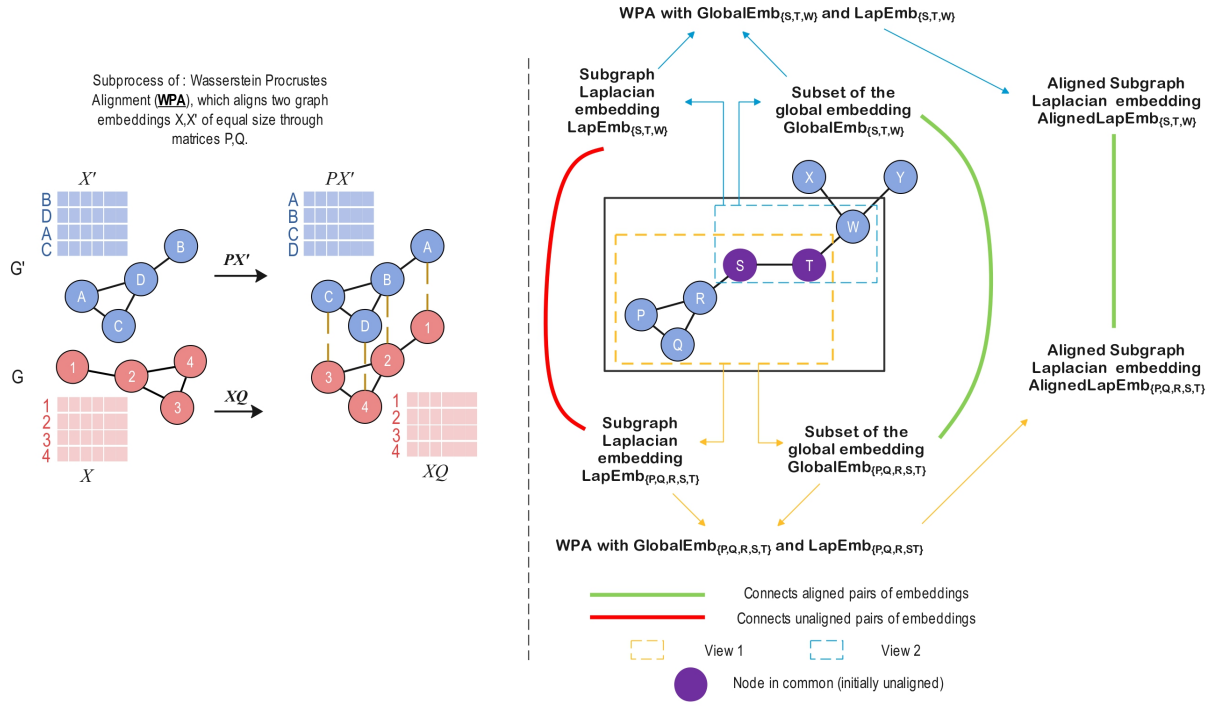 Subprocess of : Wasserstein Procrustes
Alignment (WPA), which aligns two graph
embeddings X,X' of equal size through
matrices P,Q.
X'
B
D
A
C
G'
B
D
A
C
PX'
PX'
A
B
C
D
A
B
C
D
G
1
2
4
3
1
2
3
4
X
XQ
1
2
3
4
1
2
3
4
XQ
WPA with GlobalEmb{S,T,W} and LapEmb{S,T,W}
Subgraph
Laplacian
embedding
LapEmb{S,T,W}
Subset of the
global embedding
GlobalEmb{S,T,W}
Aligned Subgraph
Laplacian embedding
AlignedLapEmb{S,T,W}
X
Y
W
S
T
R
P
Q
Aligned Subgraph
Laplacian embedding
AlignedLapEmb{P,Q,R,S,T}
Subgraph
Laplacian
embedding
LapEmb{P,Q,R,S,T}
Subset of the
global embedding
GlobalEmb{P,Q,R,S,T}
WPA with GlobalEmb{P,Q,R,S,T} and LapEmb{P,Q,R,ST}
Connects aligned pairs of embeddings
Connects unaligned pairs of embeddings
View 1
View 2
Node in common (initially unaligned)